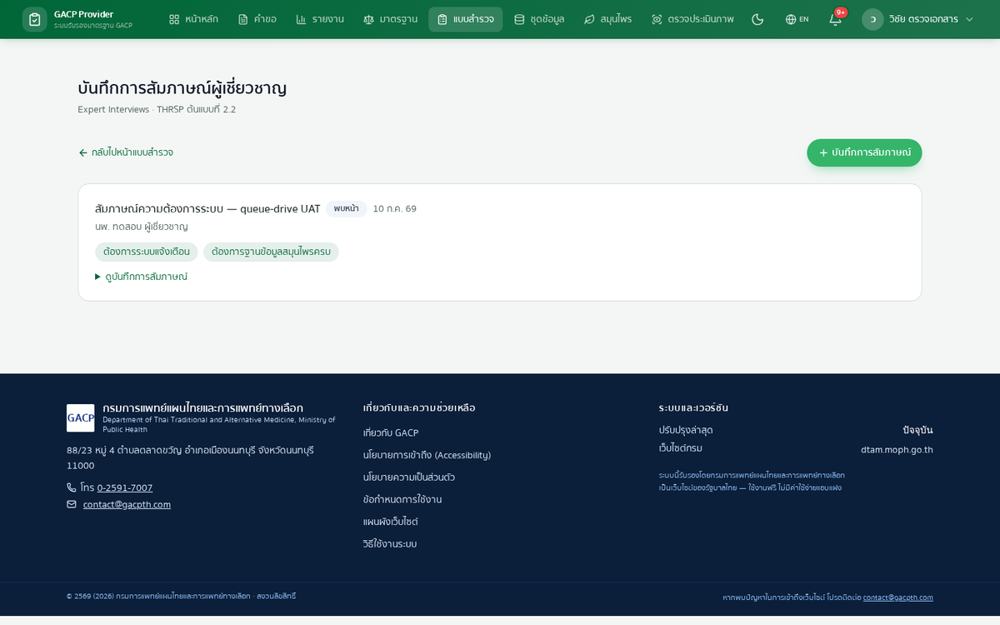 GACP Provider
ระบบรับรองมาตรฐาน GACP
หน้าหลัก
คำขอ
รายงาน
มาตรฐาน
แบบสำรวจ
ชุดข้อมูล
สมุนไพร
ตรวจประเมินภาพ
EN
9+
ว
วิชัย ตรวจเอกสาร
บันทึกการสัมภาษณ์ผู้เชี่ยวชาญ
Expert Interviews · THRSP ต้นแบบที่ 2.2
← กลับไปหน้าแบบสำรวจ
+ บันทึกการสัมภาษณ์
สัมภาษณ์ความต้องการระบบ — queue-drive UAT พบหน้า 10 ก.ค. 69
นพ. ทดสอบ ผู้เชี่ยวชาญ
ต้องการระบบแจ้งเตือน ต้องการฐานข้อมูลสมุนไพรครบ
▶ ดูบันทึกการสัมภาษณ์
GACP
กรมการแพทย์แผนไทยและการแพทย์ทางเลือก
Department of Thai Traditional and Alternative Medicine, Ministry of
Public Health
88/23 หมู่ 4 ตำบลตลาดขวัญ อำเภอเมืองนนทบุรี จังหวัดนนทบุรี
11000
โทร 0-2591-7007
contact@gacpth.com
เกี่ยวกับและความช่วยเหลือ
เกี่ยวกับ GACP
นโยบายการเข้าถึง (Accessibility)
นโยบายความเป็นส่วนตัว
ข้อกำหนดการใช้งาน
แผนผังเว็บไซต์
วิธีใช้งานระบบ
ระบบและเวอร์ชัน
ปรับปรุงล่าสุด ปัจจุบัน
เว็บไซต์กรม dtam.moph.go.th
ระบบนี้รับรองโดยกรมการแพทย์แผนไทยและการแพทย์ทางเลือก
เป็นเว็บไซต์ของรัฐบาลไทย — ใช้งานฟรี ไม่มีค่าใช้จ่ายแอบแฝง
© 2569 (2026) กรมการแพทย์แผนไทยและการแพทย์ทางเลือก · สงวนลิขสิทธิ์
หากพบปัญหาในการเข้าถึงเว็บไซต์ โปรดติดต่อ contact@gacpth.com